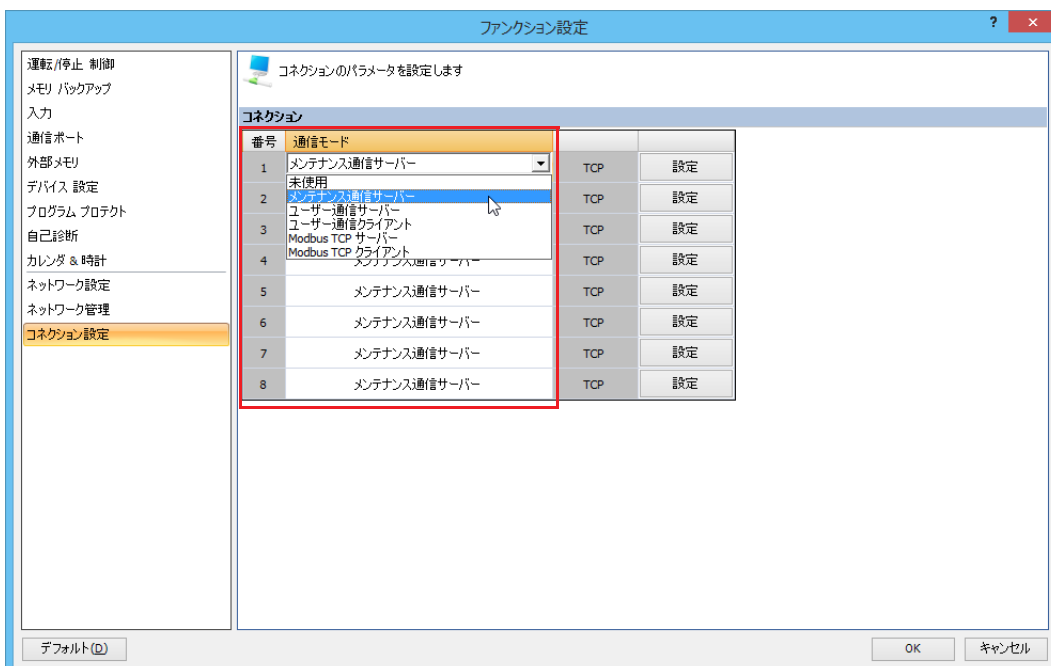 ファンクション設定
?
×
運転/停止 制御
メモリ バックアップ
入力
通信ポート
外部メモリ
デバイス 設定
プログラム プロテクト
自己診断
カレンダ & 時計
ネットワーク設定
ネットワーク管理
コネクション設定
コネクションのパラメータを設定します
コネクション
番号 通信モード
1 メンテナンス通信サーバー TCP 設定
未使用
メンテナンス通信サーバー
ユーザー通信サーバー
ユーザー通信クライアント
Modbus TCP サーバー
Modbus TCP クライアント
2 TCP 設定
3 TCP 設定
4 メンテナンス通信サーバー TCP 設定
5 メンテナンス通信サーバー TCP 設定
6 メンテナンス通信サーバー TCP 設定
7 メンテナンス通信サーバー TCP 設定
8 メンテナンス通信サーバー TCP 設定
デフォルト(D) OK キャンセル